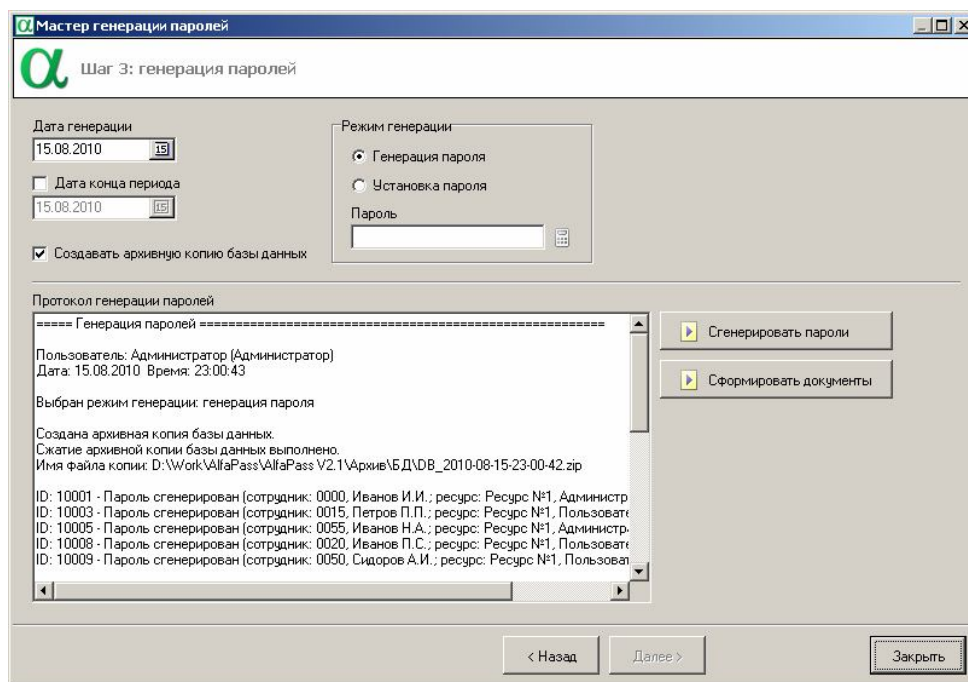 Мастер генерации паролей
Шаг 3: генерация паролей
Дата генерации
15.08.2010
15
Дата конца периода
15.08.2010
15
Создавать архивную копию базы данных
Режим генерации
Генерация пароля
Установка пароля
Пароль
Протокол генерации паролей
===== Генерация паролей ========================================================
Пользователь: Администратор (Администратор)
Дата: 15.08.2010 Время: 23:00:43
Выбран режим генерации: генерация пароля
Создана архивная копия базы данных.
Сжатие архивной копии базы данных выполнено.
Имя файла копии: D:\Work\AlfaPass\AlfaPass V2.1\Архив\БД\DB_2010-08-15-23-00-42.zip
ID: 10001 - Пароль сгенерирован (сотрудник: 0000, Иванов И.И.; ресурс: Ресурс №1, Администр
ID: 10003 - Пароль сгенерирован (сотрудник: 0015, Петров П.П.; ресурс: Ресурс №1, Пользовате
ID: 10005 - Пароль сгенерирован (сотрудник: 0055, Иванов Н.А.; ресурс: Ресурс №1, Администра
ID: 10008 - Пароль сгенерирован (сотрудник: 0020, Иванов П.С.; ресурс: Ресурс №1, Пользовате
ID: 10009 - Пароль сгенерирован (сотрудник: 0050, Сидоров А.И.; ресурс: Ресурс №1, Пользоват
Сгенерировать пароли
Сформировать документы
< Назад
Далее >
Закрыть